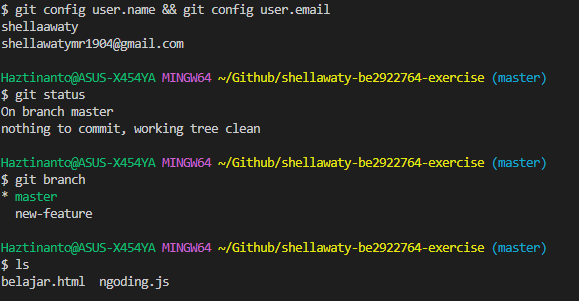 $ git config user.name && git config user.email
shellaawaty
shellawatymr1904@gmail.com
Haztinanto@ASUS-X454YA MINGW64 ~/Github/shellawaty-be2922764-exercise (master)
$ git status
On branch master
nothing to commit, working tree clean
Haztinanto@ASUS-X454YA MINGW64 ~/Github/shellawaty-be2922764-exercise (master)
$ git branch
* master
  new-feature
Haztinanto@ASUS-X454YA MINGW64 ~/Github/shellawaty-be2922764-exercise (master)
$ ls
belajar.html  ngoding.js